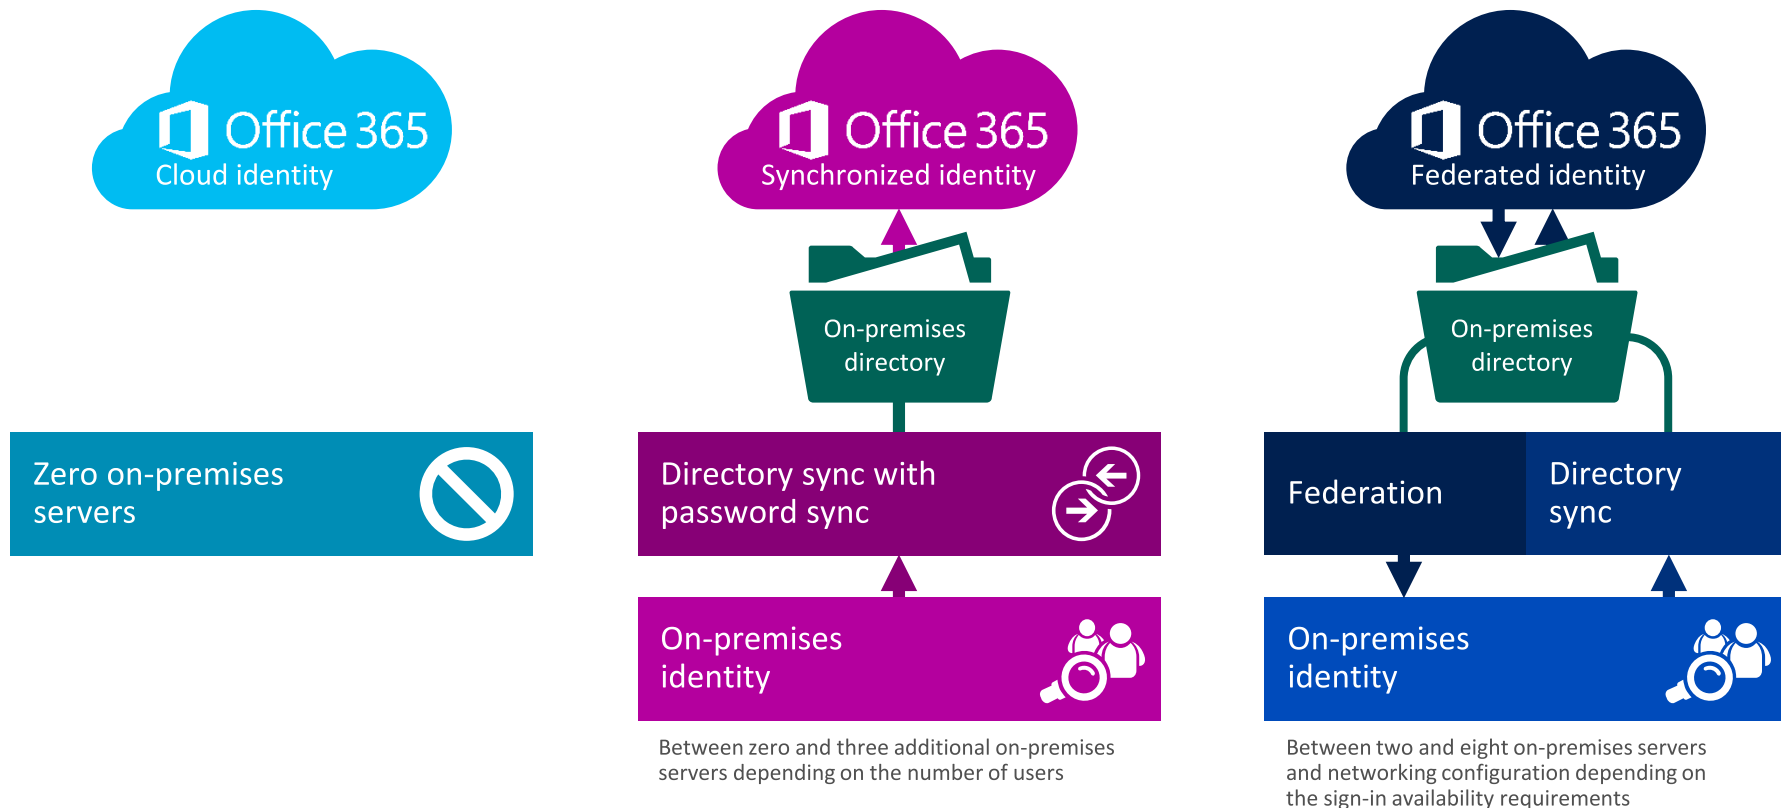 Office 365
Cloud identity
Zero on-premises
servers
Office 365
Synchronized identity
On-premises
directory
Directory sync with
password sync
On-premises
identity
Between zero and three additional on-premises
servers depending on the number of users
Office 365
Federated identity
On-premises
directory
Federation
Directory
sync
On-premises
identity
Between two and eight on-premises servers
and networking configuration depending on
the sign-in availability requirements